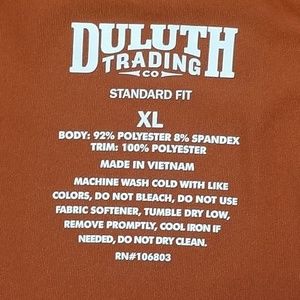 DULUTH
TRADING
CO
STANDARD FIT
XL
BODY: 92% POLYESTER 8% SPANDEX
TRIM: 100% POLYESTER
MADE IN VIETNAM
MACHINE WASH COLD WITH LIKE
COLORS, DO NOT BLEACH, DO NOT USE
FABRIC SOFTENER, TUMBLE DRY LOW,
REMOVE PROMPTLY, COOL IRON IF
NEEDED, DO NOT DRY CLEAN.
RN#106803